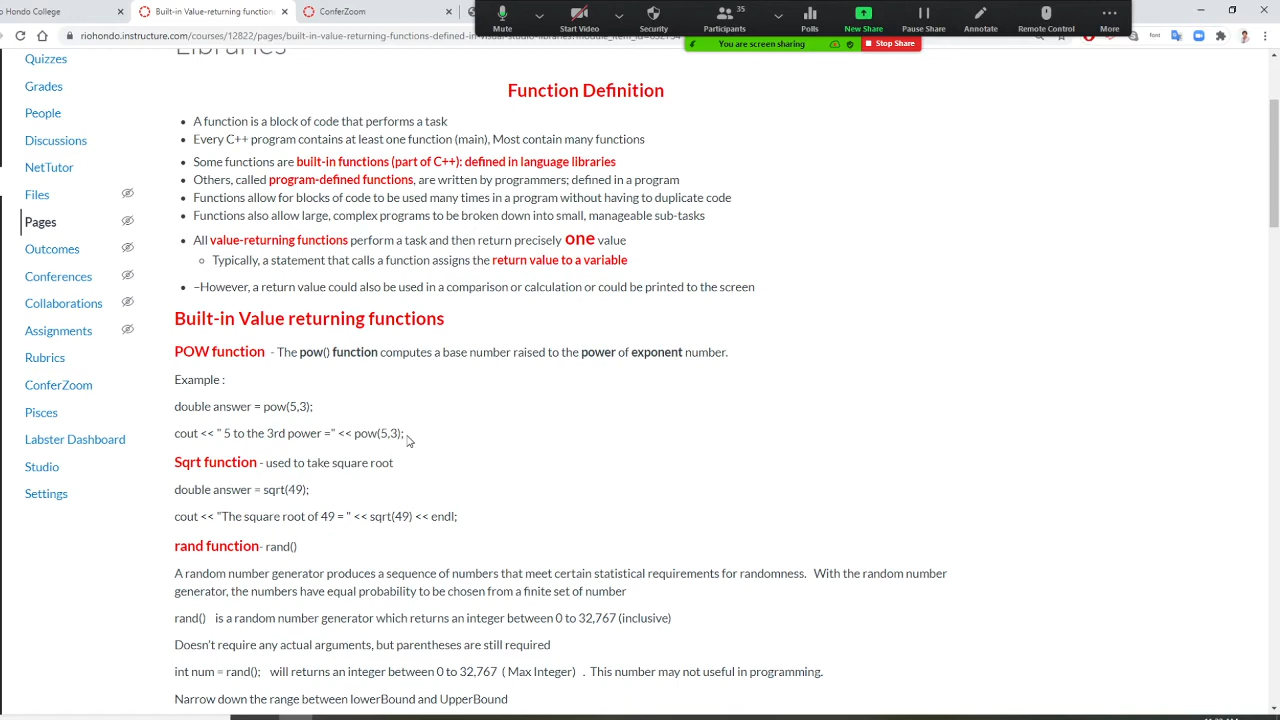 o Hondo College
Built-in Value-returning function
ConferZoom
35
Mute
Start Video
Security
Participants
Polls
New Share
Pause Share
Annotate
Remote Control
More
You are screen sharing
Stop Share
Libraries
Quizzes
Grades
People
Discussions
NetTutor
Files
Pages
Outcomes
Conferences
Collaborations
Assignments
Rubrics
ConferZoom
Pisces
Labster Dashboard
Studio
Settings
Function Definition
• A function is a block of code that performs a task
• Every C++ program contains at least one function (main), Most contain many functions
• Some functions are built-in functions (part of C++): defined in language libraries
• Others, called program-defined functions, are written by programmers; defined in a program
• Functions allow for blocks of code to be used many times in a program without having to duplicate code
• Functions also allow large, complex programs to be broken down into small, manageable sub-tasks
• All value-returning functions perform a task and then return precisely one value
○ Typically, a statement that calls a function assigns the return value to a variable
• –However, a return value could also be used in a comparison or calculation or could be printed to the screen
Built-in Value returning functions
POW function - The pow() function computes a base number raised to the power of exponent number.
Example :
double answer = pow(5,3);
cout << " 5 to the 3rd power =" << pow(5,3);
Sqrt function - used to take square root
double answer = sqrt(49);
cout << "The square root of 49 = " << sqrt(49) << endl;
rand function- rand()
A random number generator produces a sequence of numbers that meet certain statistical requirements for randomness. With the random number
generator, the numbers have equal probability to be chosen from a finite set of number
rand() is a random number generator which returns an integer between 0 to 32,767 (inclusive)
Doesn't require any actual arguments, but parentheses are still required
int num = rand(); will returns an integer between 0 to 32,767 ( Max Integer) . This number may not useful in programming.
Narrow down the range between lowerBound and UpperBound